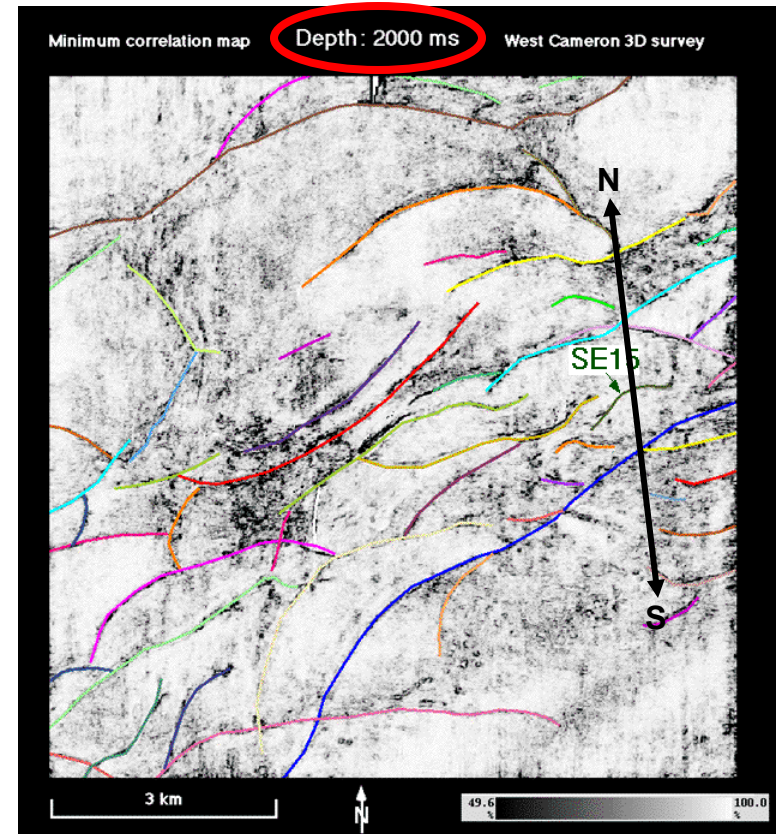 Minimum correlation map
Depth: 2000 ms
West Cameron 3D survey
N
SE15
S
3 km
N
49.6
%
100.0
%